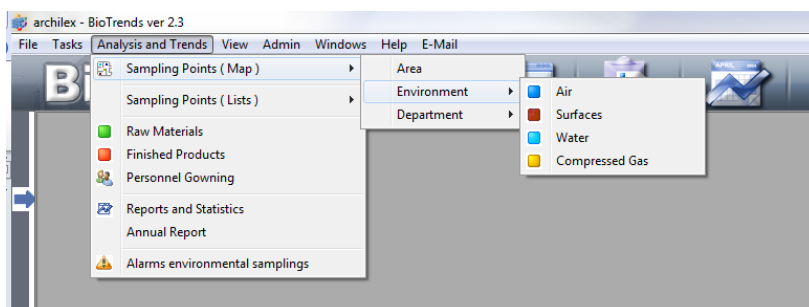 archilex - BioTrends ver 2.3
File Tasks Analysis and Trends View Admin Windows Help E-Mail
Sampling Points ( Map )
Sampling Points ( Lists )
Raw Materials
Finished Products
Personnel Gowning
Reports and Statistics
Annual Report
Alarms environmental samplings
Area
Environment
Department
Air
Surfaces
Water
Compressed Gas
Bi
APRIL